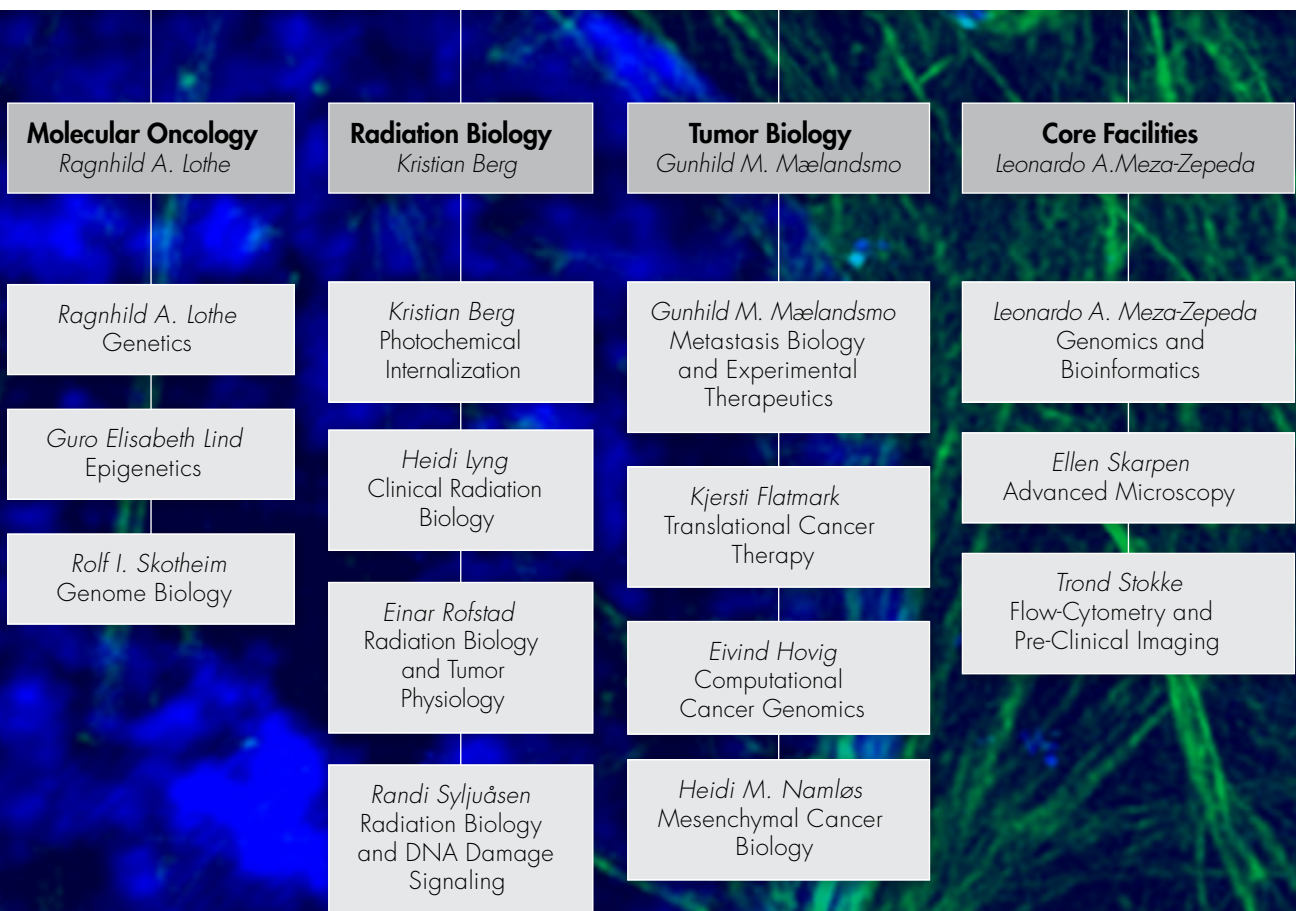 Molecular Oncology
Ragnhild A. Lothe
Ragnhild A. Lothe
Genetics
Guro Elisabeth Lind
Epigenetics
Rolf I. Skotheim
Genome Biology
Radiation Biology
Kristian Berg
Kristian Berg
Photochemical
Internalization
Heidi Lyng
Clinical Radiation
Biology
Einar Rofstad
Radiation Biology
and Tumor
Physiology
Randi Syljuåsen
Radiation Biology
and DNA Damage
Signaling
Tumor Biology
Gunhild M. Mælandsmo
Gunhild M. Mælandsmo
Metastasis Biology
and Experimental
Therapeutics
Kjersti Flatmark
Translational Cancer
Therapy
Eivind Hovig
Computational
Cancer Genomics
Heidi M. Namløs
Mesenchymal Cancer
Biology
Core Facilities
Leonardo A.Meza-Zepeda
Leonardo A. Meza-Zepeda
Genomics and
Bioinformatics
Ellen Skarpen
Advanced Microscopy
Trond Stokke
Flow-Cytometry and
Pre-Clinical Imaging